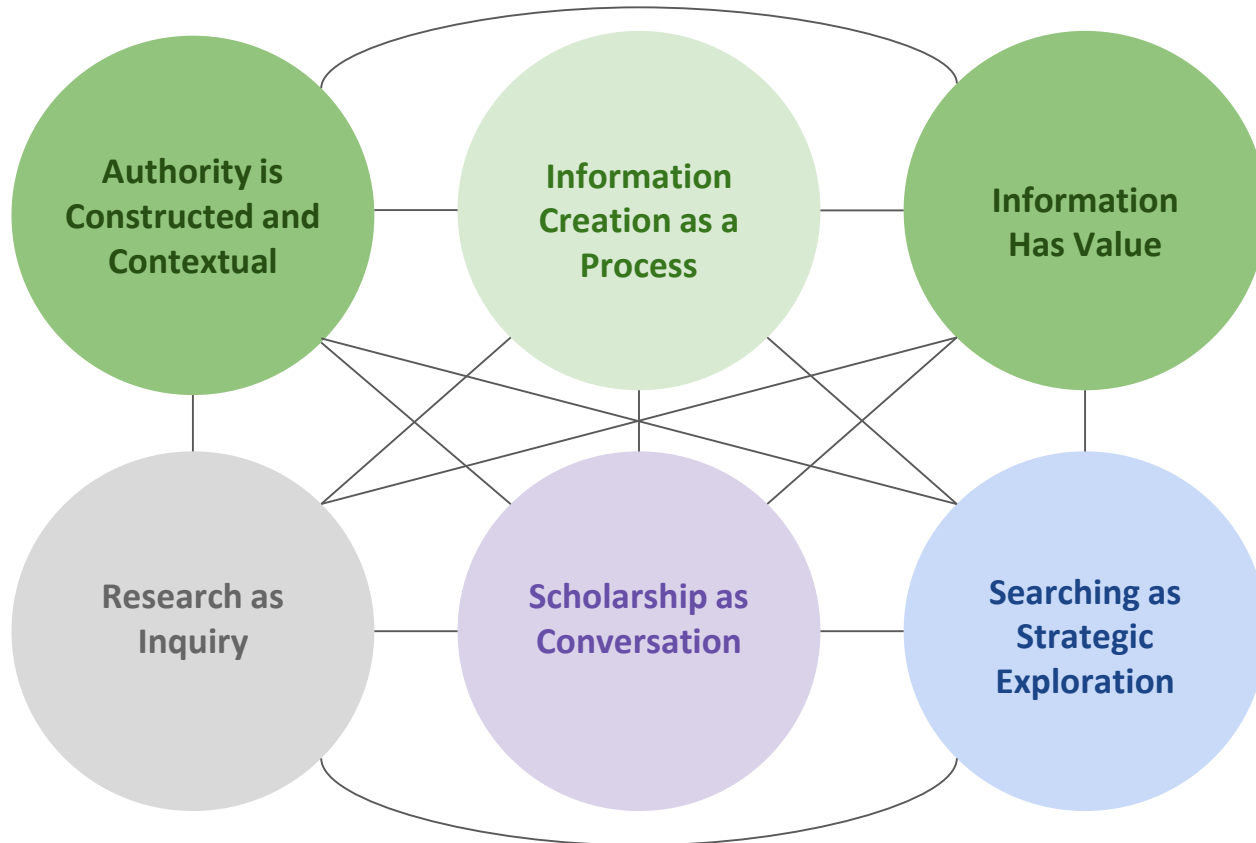 Authority is
Constructed and
Contextual
Information
Creation as a
Process
Information
Has Value
Research as
Inquiry
Scholarship as
Conversation
Searching as
Strategic
Exploration